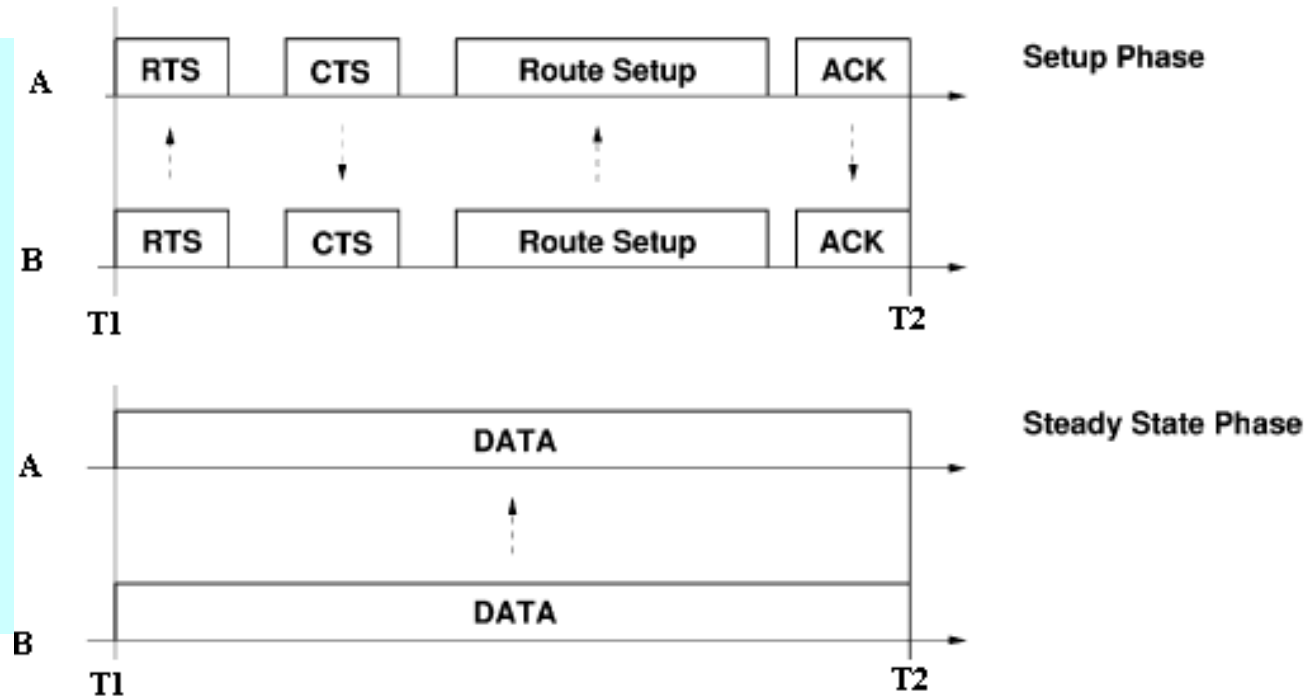 RTS CTS Route Setup ACK Setup Phase
A
RTS CTS Route Setup ACK
B
T1 T2
DATA Steady State Phase
A
DATA
B
T1 T2